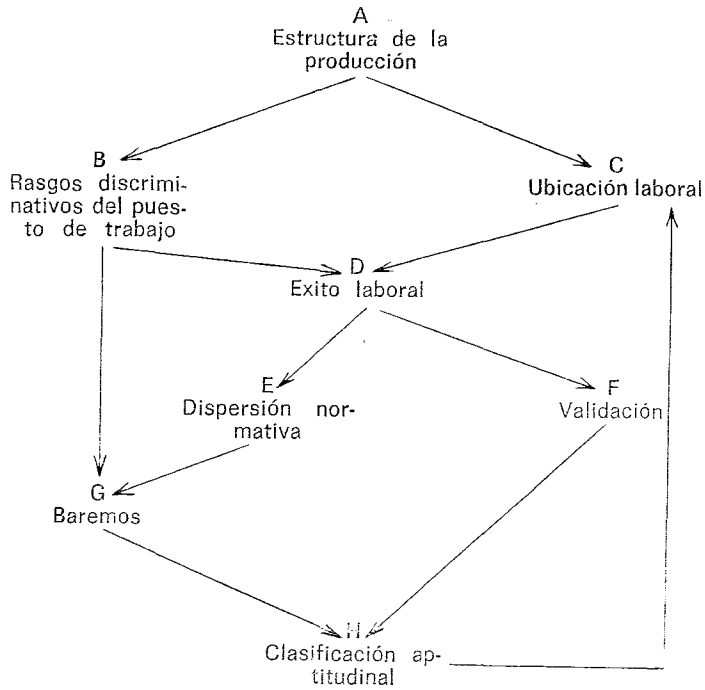 A
Estructura de la
producción
B
Rasgos discrimi-
nativos del pues-
to de trabajo
C
Ubicación laboral
D
Exito laboral
E
Dispersión nor-
mativa
F
Validación
G
Baremos
H
Clasificación ap-
titudinal